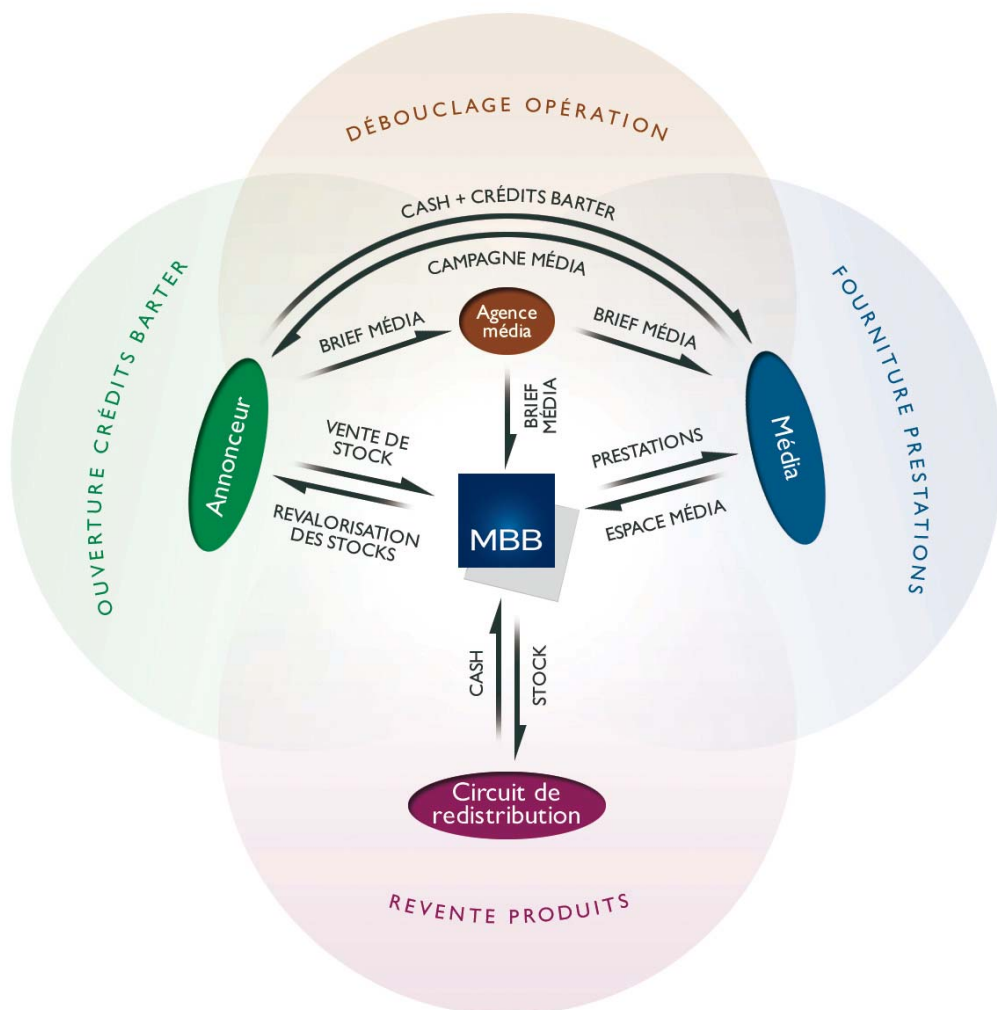 DÉBOUCLAGE OPÉRATION
CASH + CRÉDITS BARTER
CAMPAGNE MÉDIA
Agence
média
BRIEF MÉDIA
BRIEF MÉDIA
BRIEF
MÉDIA
OUVERTURE CRÉDITS BARTER
Annonceur
VENTE DE
STOCK
REVALORISATION
DES STOCKS
MBB
PRESTATIONS
ESPACE MÉDIA
Média
FOURNITURE PRESTATIONS
CASH
STOCK
Circuit de
redistribution
REVENTE PRODUITS